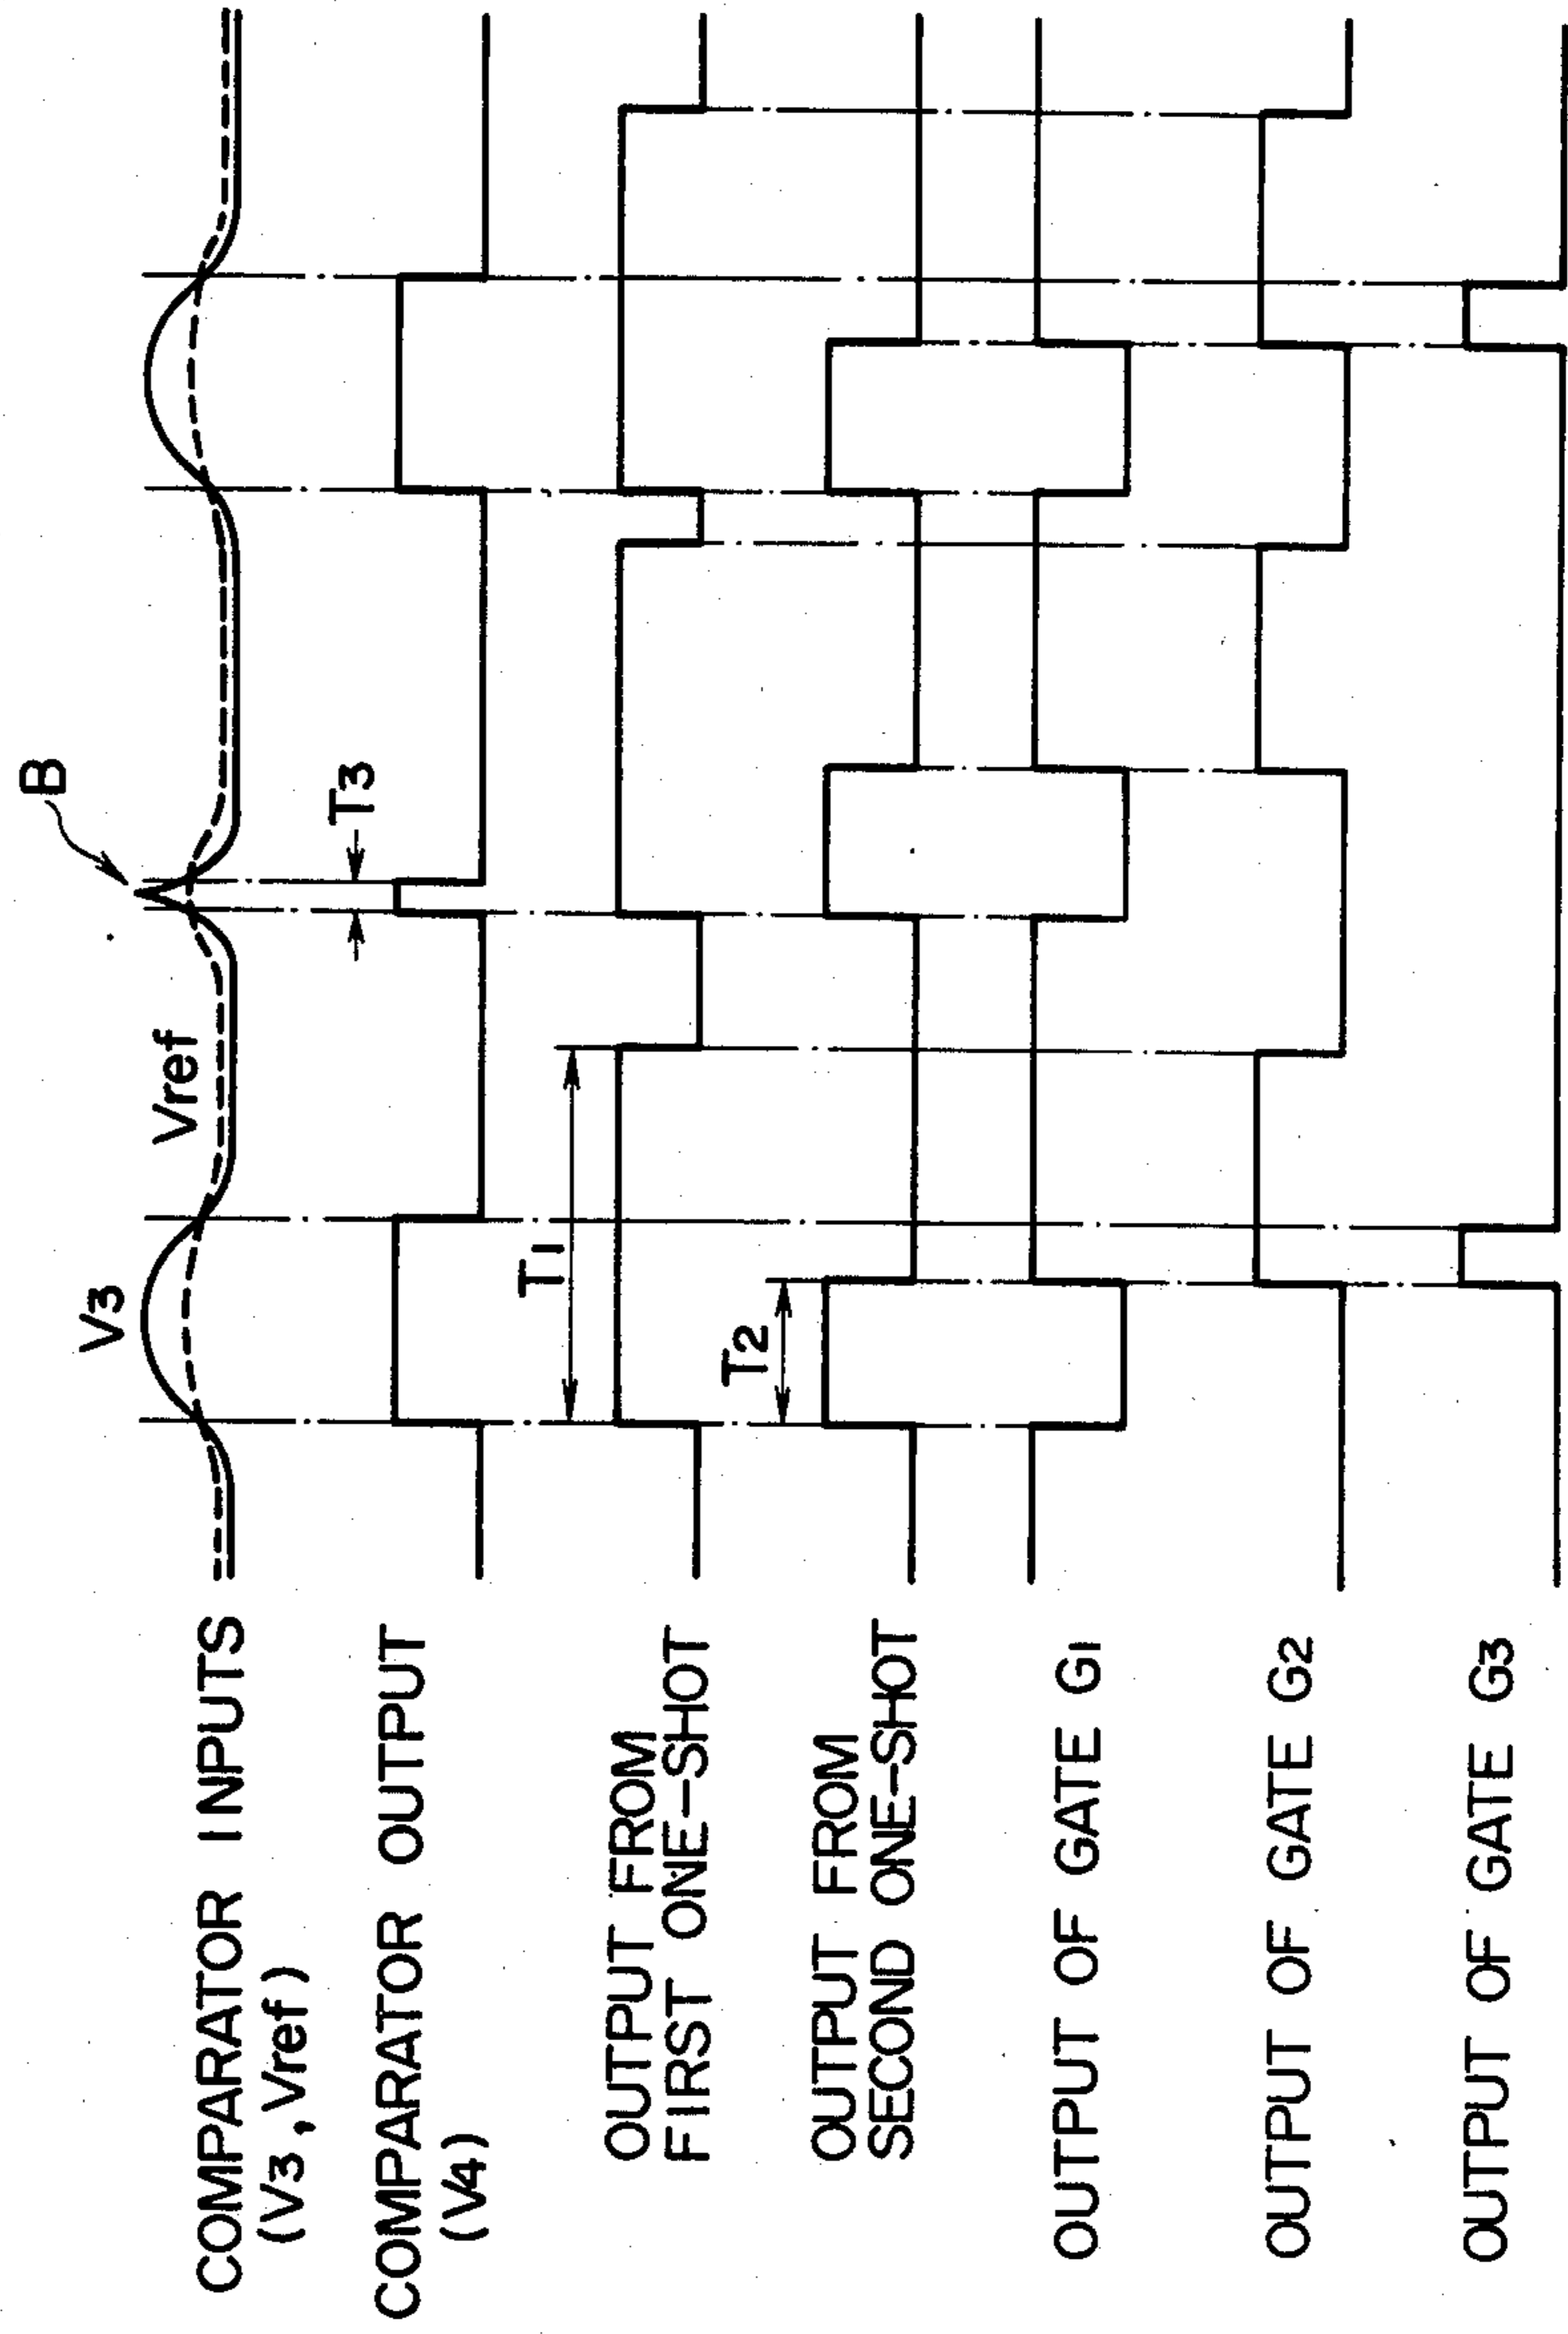 COMPARATOR INPUTS
(V3, Vref)
V3
Vref
B
COMPARATOR OUTPUT
(V4)
T3
OUTPUT FROM
FIRST ONE-SHOT
T1
OUTPUT FROM
SECOND ONE-SHOT
T2
OUTPUT OF GATE G1
OUTPUT OF GATE G2
OUTPUT OF GATE G3